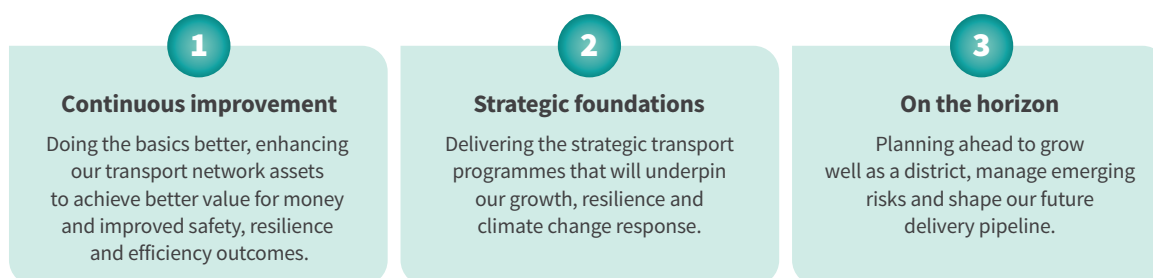 1
Continuous improvement
Doing the basics better, enhancing
our transport network assets
to achieve better value for money
and improved safety, resilience
and efficiency outcomes.
2
Strategic foundations
Delivering the strategic transport
programmes that will underpin
our growth, resilience and
climate change response.
3
On the horizon
Planning ahead to grow
well as a district, manage emerging
risks and shape our future
delivery pipeline.